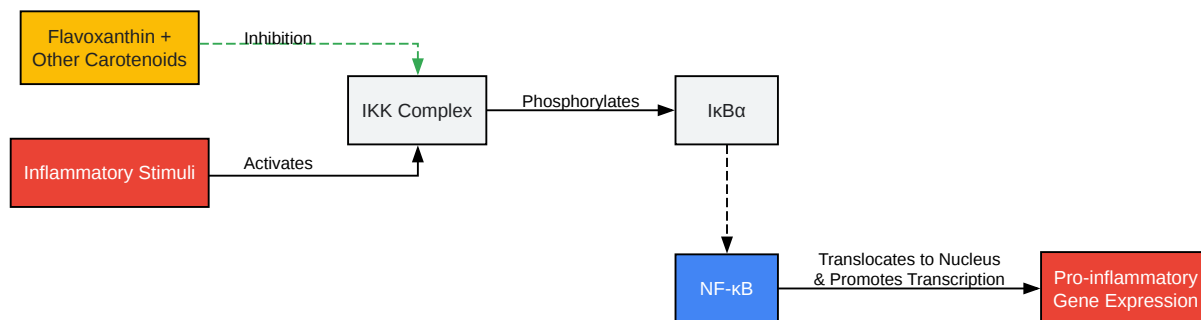 Flavoxanthin +
Other Carotenoids
Inhibition
IKK Complex
Phosphorylates
IκBα
Inflammatory Stimuli
Activates
NF-κB
Translocates to Nucleus
& Promotes Transcription
Pro-inflammatory
Gene Expression